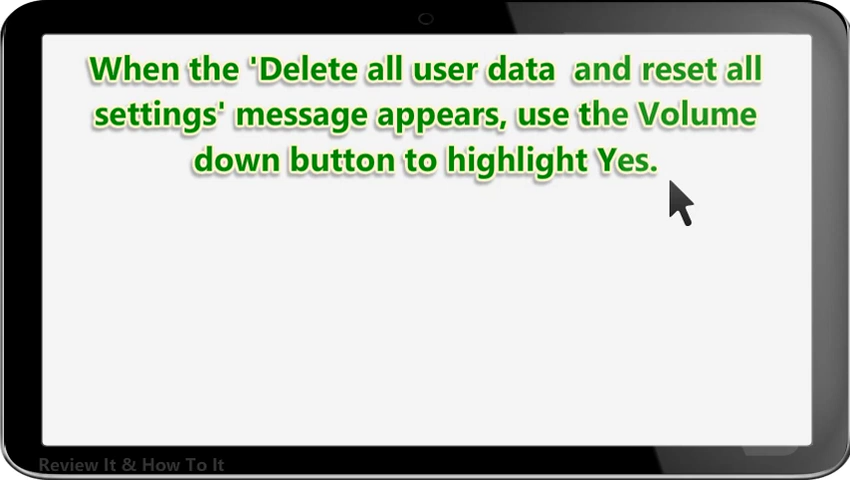 When the 'Delete all user data  and reset all
settings' message appears, use the Volume
down button to highlight Yes.
Review It & How To It